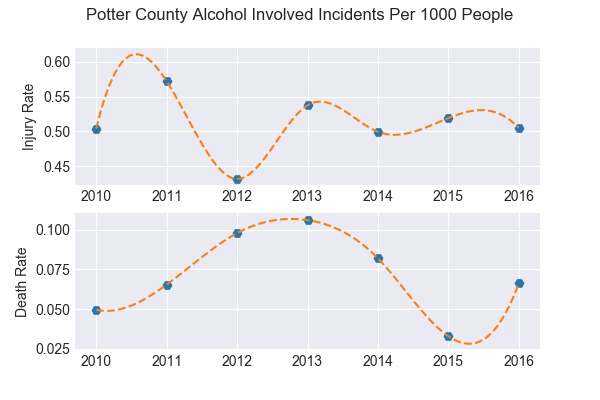 Potter County Alcohol Involved Incidents Per 1000 People
Injury Rate
0.60
0.55
0.50
0.45
2010 2011 2012 2013 2014 2015 2016
Death Rate
0.100
0.075
0.050
0.025
2010 2011 2012 2013 2014 2015 2016